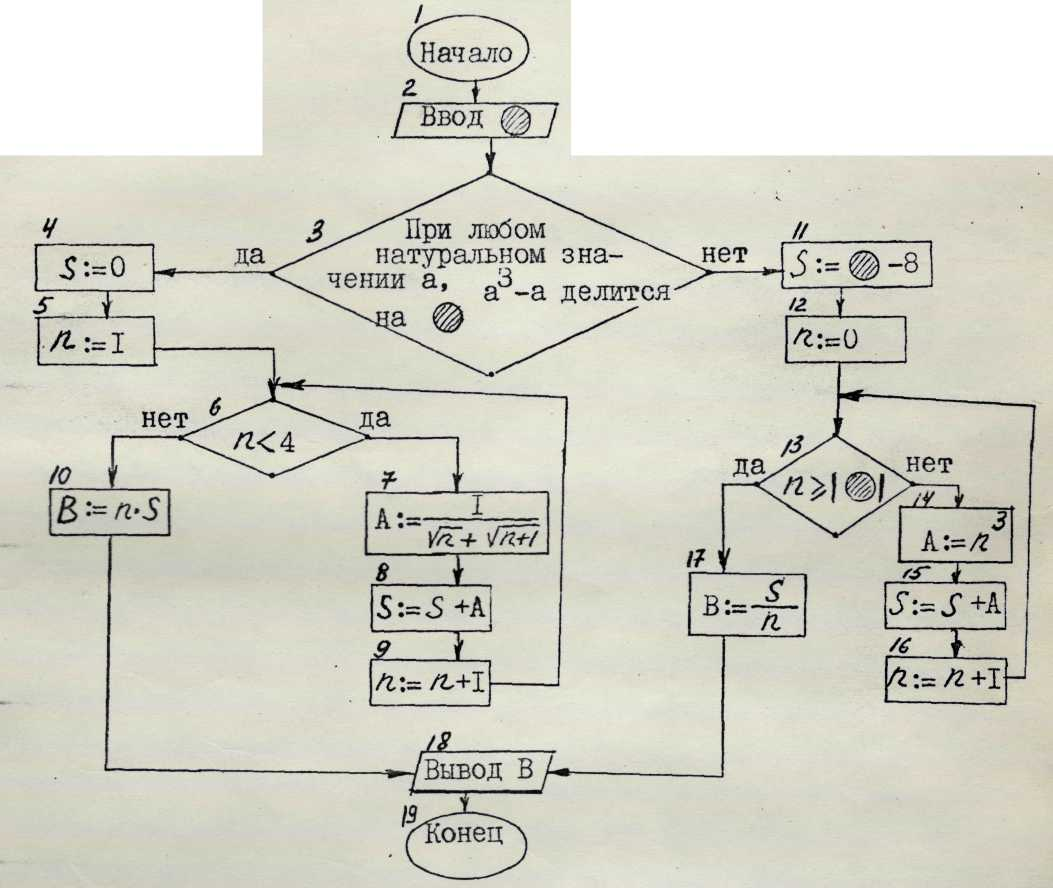 1
Начало
2
Ввод
3
При любом
натуральном зна-
чении а, а³-а делится
на
да
нет
4
S:=0
5
n:=I
6
n<4
нет
да
7
A:= I / √n + √n+1
8
S:=S+A
9
n:=n+I
10
B:=n·S
11
S:= -8
12
n:=0
13
n≥| |
да
нет
14
A:=n³
15
S:=S+A
16
n:=n+I
17
B:= S / n
18
Вывод В
19
Конец